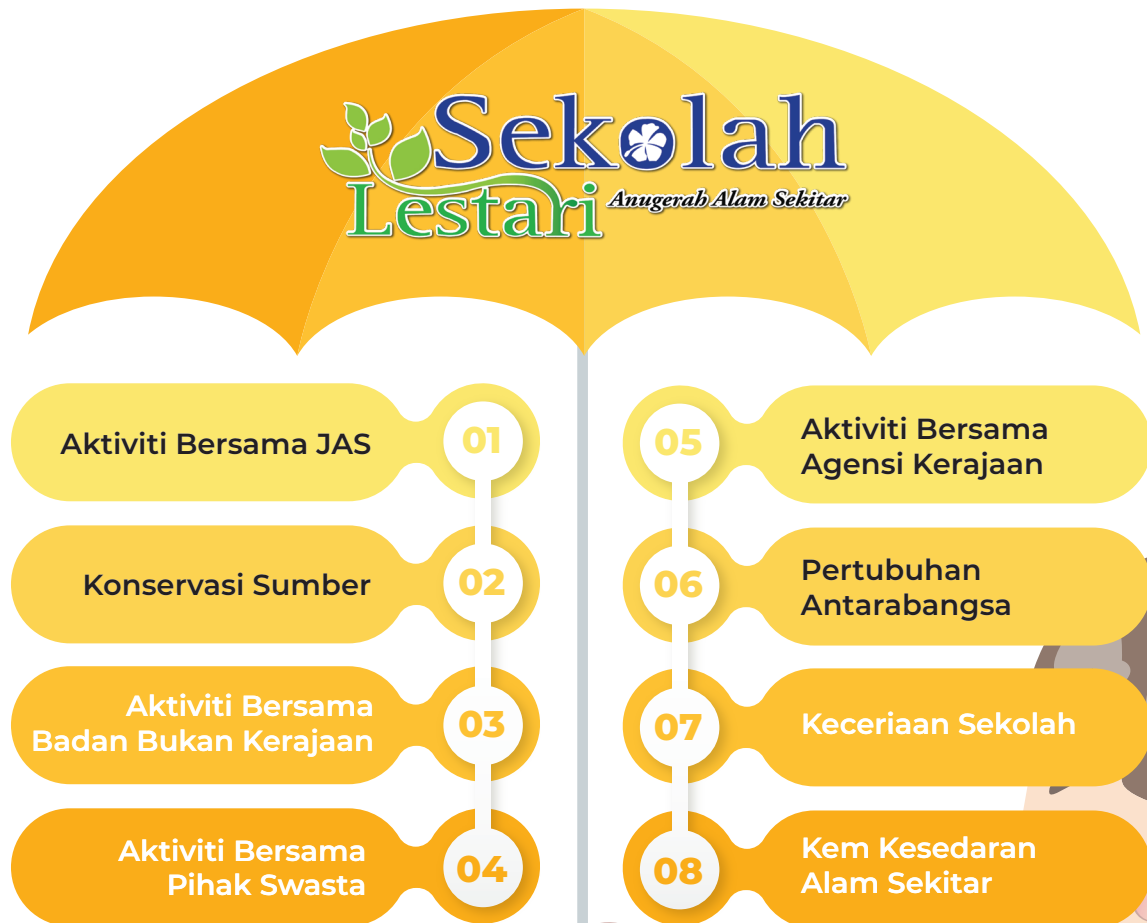 Sekolah
Lestari
Anugerah Alam Sekitar
Aktiviti Bersama JAS
01
Konservasi Sumber
02
Aktiviti Bersama
Badan Bukan Kerajaan
03
Aktiviti Bersama
Pihak Swasta
04
05
Aktiviti Bersama
Agensi Kerajaan
06
Pertubuhan
Antarabangsa
07
Keceriaan Sekolah
08
Kem Kesedaran
Alam Sekitar